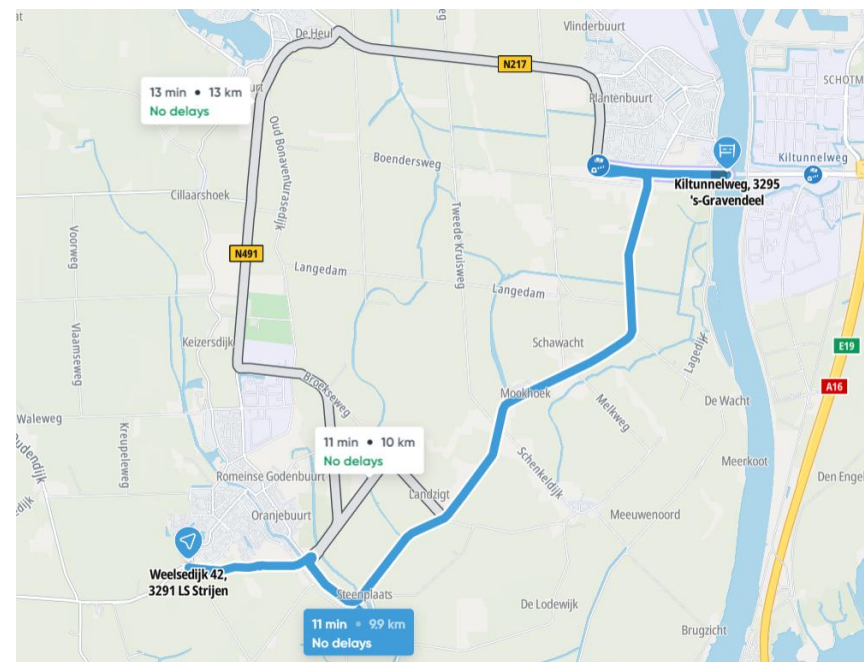 De Heul
Vlinderbuurt
N217
SCHOTM
Plantenbuurt
13 min • 13 km
No delays
Oud Bonaventurasedijk
Boendersweg
Kiltunnelweg
Kiltunnelweg, 3295
's-Gravendeel
Cillaarshoek
Tweede Kruisweg
Voorweg
N491
Langedam
Langedam
Vlaamseweg
Keizersdijk
Schawacht
Lagedijk
E19
A16
Broekseweg
Mookhoek
Melkweg
De Wacht
Waleweg
Kreupeleweg
Oudendijk
11 min • 10 km
No delays
Schenkeldijk
Meerkoot
Romeinse Godenbuurt
Den Engel
Landzigt
Oranjebuurt
Meeuwenoord
Weelsedijk 42,
3291 LS Strijen
Steenplaats
De Lodewijk
11 min • 9.9 km
No delays
Brugzicht